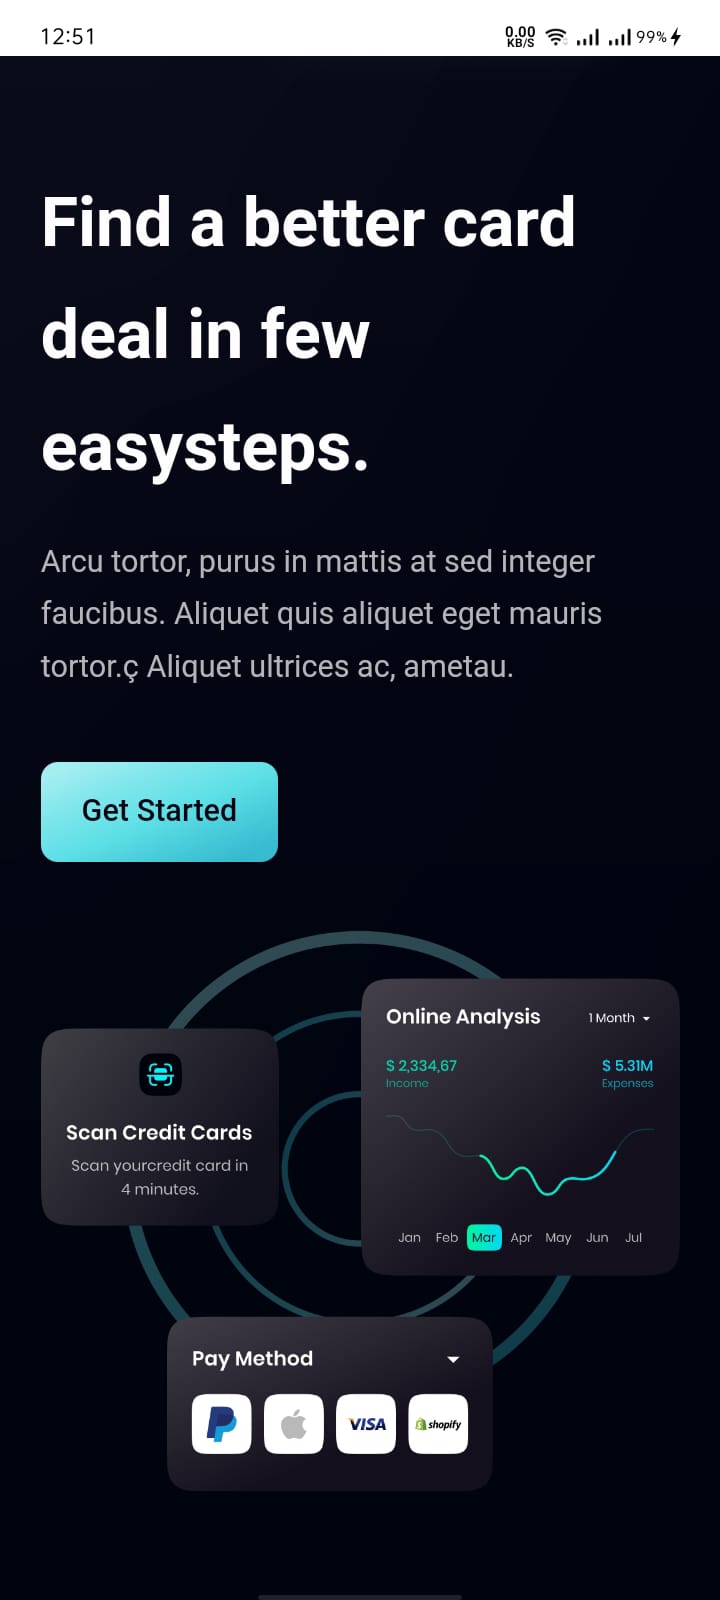 12:51
0.00
KB/S
99%
Find a better card
deal in few
easysteps.
Arcu tortor, purus in mattis at sed integer
faucibus. Aliquet quis aliquet eget mauris
tortor.ç Aliquet ultrices ac, ametau.
Get Started
Online Analysis
1 Month
$ 2,334,67
$ 5.31M
Income
Expenses
Scan Credit Cards
Scan yourcredit card in
4 minutes.
Jan Feb Mar Apr May Jun Jul
Pay Method
VISA
shopify